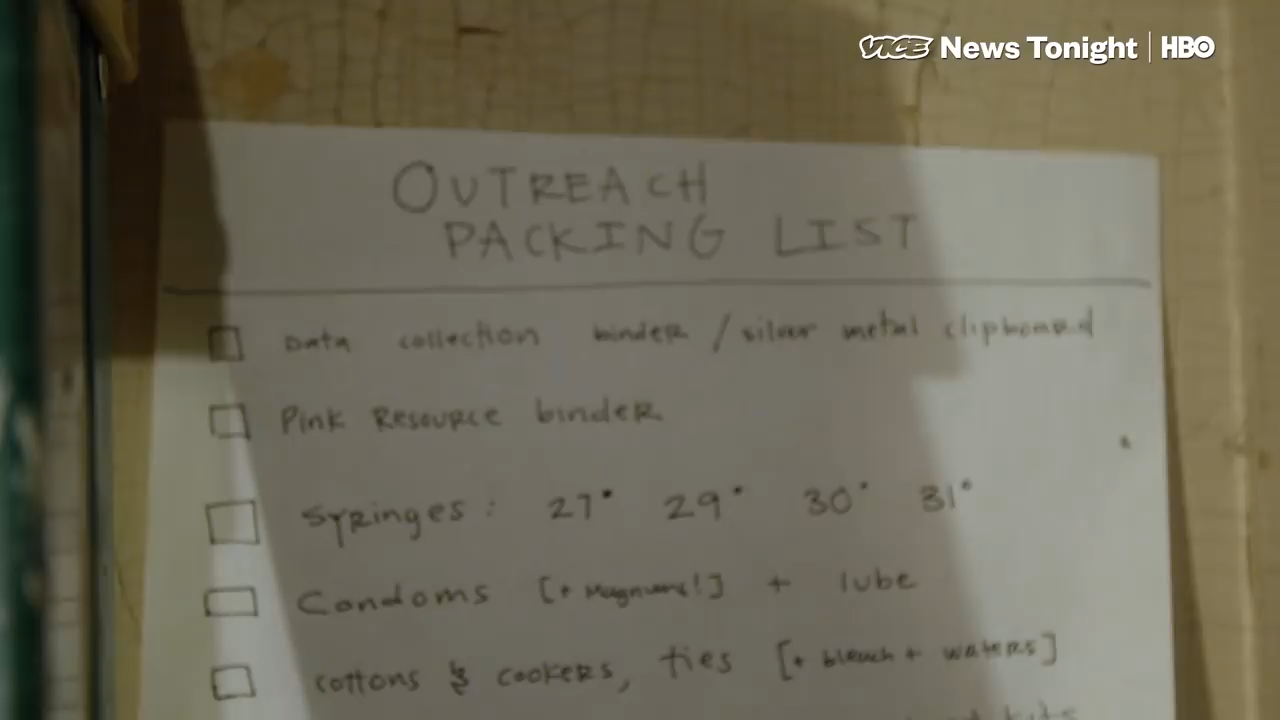 VICE News Tonight | HBO
OUTREACH
PACKING LIST
Data collection binder / silver metal clipboard
Pink Resource binder
Syringes: 27° 29° 30° 31°
Condoms [+ Magnums!] + lube
cottons & cookers, ties [+ bleach + waters]
kits